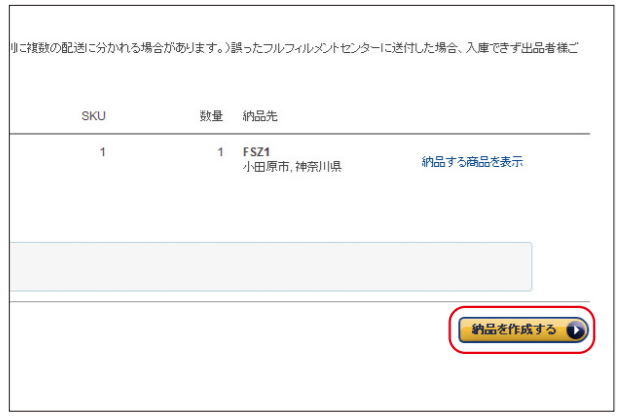 に複数の配送に分かれる場合があります。)誤ったフルフィルメントセンターに送付した場合、入庫できず出品者様ご
SKU 数量 納品先
1 1 FSZ1
小田原市, 神奈川県
納品する商品を表示
納品を作成する